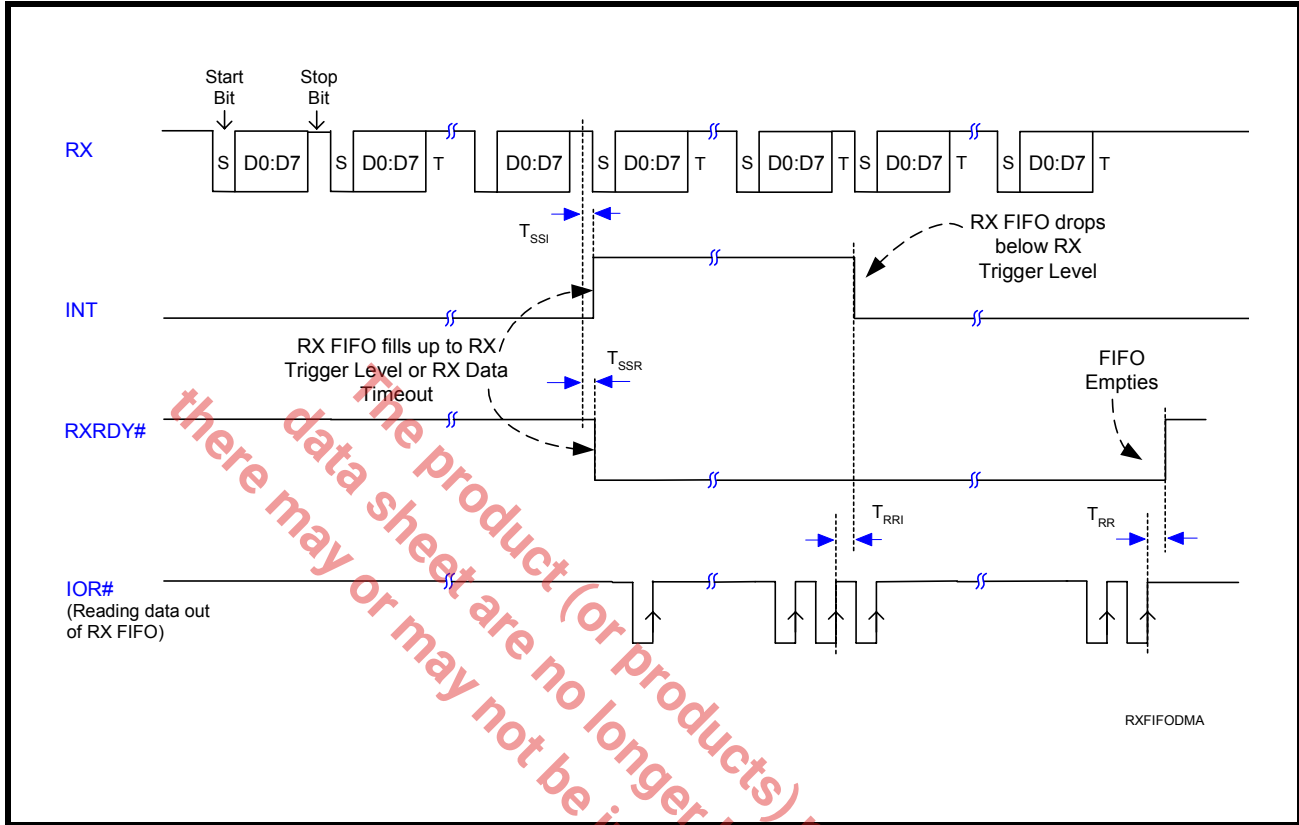 Start
Bit
Stop
Bit
RX
S D0:D7 S D0:D7 T D0:D7 S D0:D7 T S D0:D7 T S D0:D7 T S D0:D7 T
TSSI
RX FIFO drops
below RX
Trigger Level
INT
RX FIFO fills up to RX
Trigger Level or RX Data
Timeout
TSSR
FIFO
Empties
RXRDY#
TRRI
TRR
IOR#
(Reading data out
of RX FIFO)
RXFIFODMA
The product (or products)
data sheet are no longer
there may or may not be